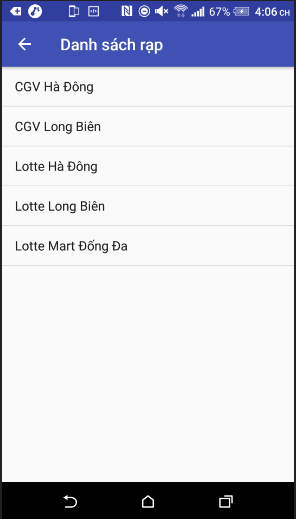 67% 4:06 CH
Danh sách rạp
CGV Hà Đông
CGV Long Biên
Lotte Hà Đông
Lotte Long Biên
Lotte Mart Đống Đa